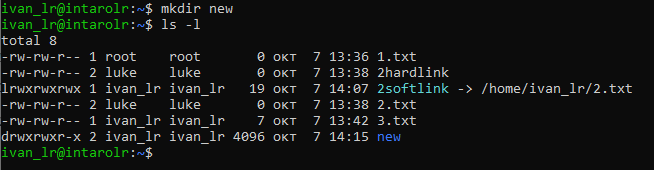 ivan_lr@intarolr:~$ mkdir new
ivan_lr@intarolr:~$ ls -l
total 8
-rw-rw-r-- 1 root    root       0 окт  7 13:36 1.txt
-rw-rw-r-- 2 luke    luke       0 окт  7 13:38 2hardlink
lrwxrwxrwx 1 ivan_lr ivan_lr   19 окт  7 14:07 2softlink -> /home/ivan_lr/2.txt
-rw-rw-r-- 2 luke    luke       0 окт  7 13:38 2.txt
-rw-rw-r-- 1 ivan_lr ivan_lr    7 окт  7 13:42 3.txt
drwxrwxr-x 2 ivan_lr ivan_lr 4096 окт  7 14:15 new
ivan_lr@intarolr:~$